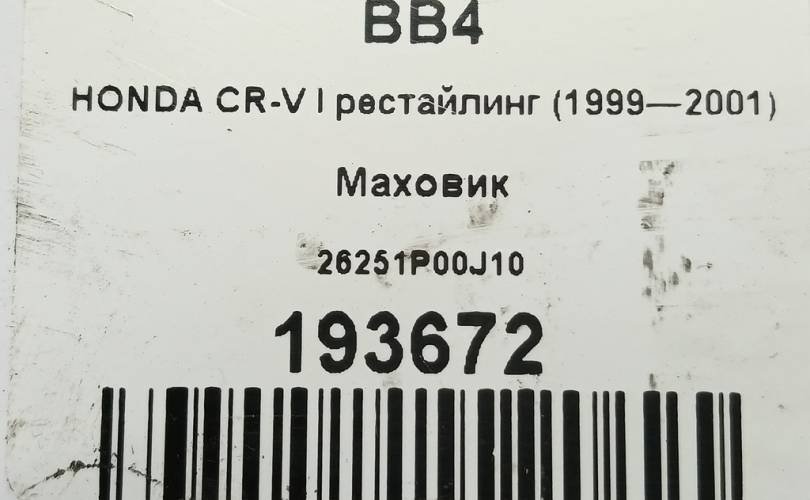 BB4
HONDA CR-V I рестайлинг (1999—2001)
Маховик
26251P00J10
193672